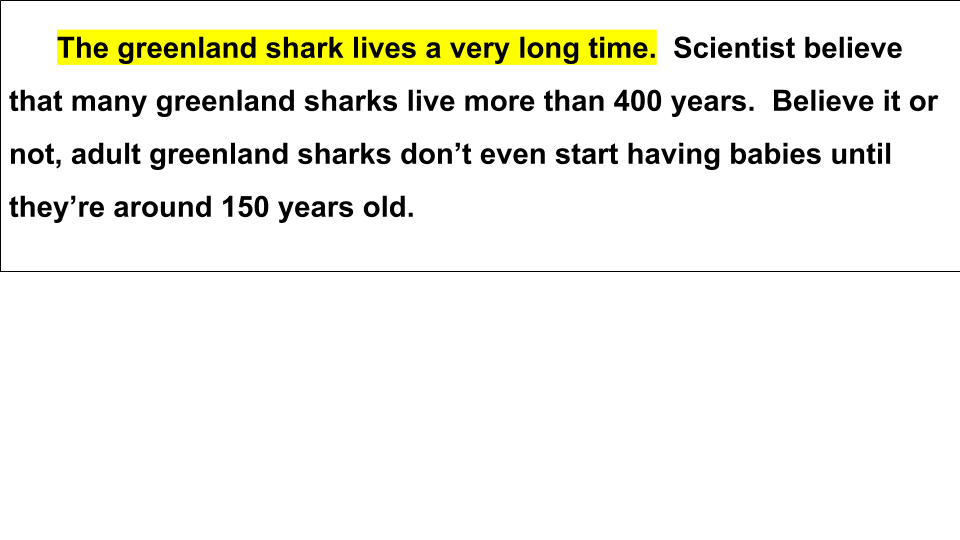 The greenland shark lives a very long time.  Scientist believe
that many greenland sharks live more than 400 years.  Believe it or
not, adult greenland sharks don’t even start having babies until
they’re around 150 years old.